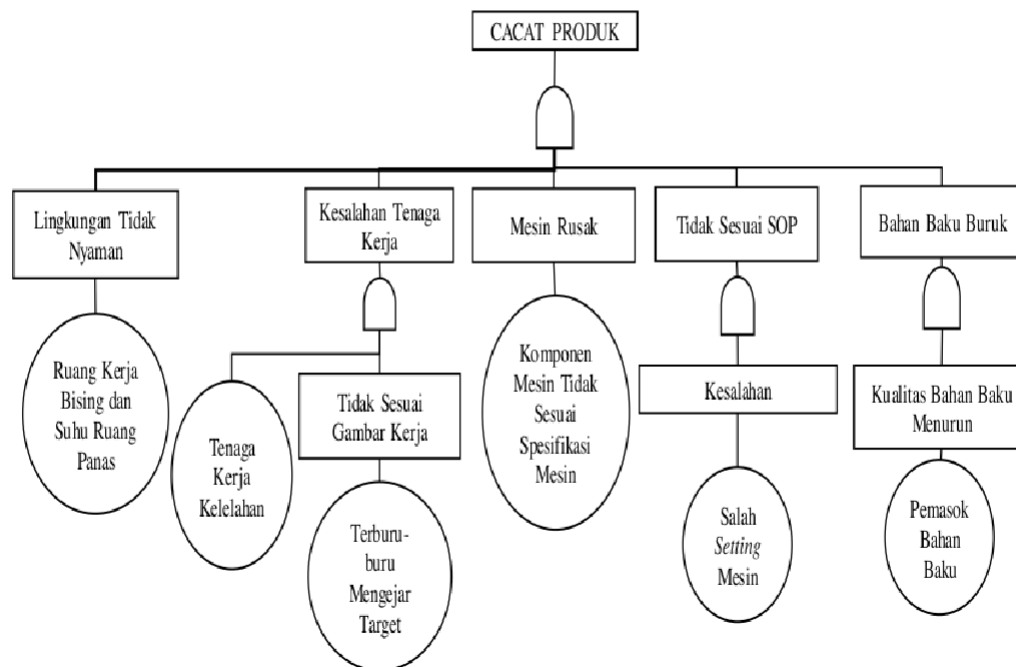 CACAT PRODUK
Lingkungan Tidak
Nyaman
Kesalahan Tenaga
Kerja
Mesin Rusak
Tidak Sesuai SOP
Bahan Baku Buruk
Ruang Kerja
Bising dan
Suhu Ruang
Panas
Tenaga
Kerja
Kelelahan
Tidak Sesuai
Gambar Kerja
Terburu-
buru
Mengejar
Target
Komponen
Mesin Tidak
Sesuai
Spesifikasi
Mesin
Kesalahan
Salah
Setting
Mesin
Kualitas Bahan Baku
Menurun
Pemasok
Bahan
Baku